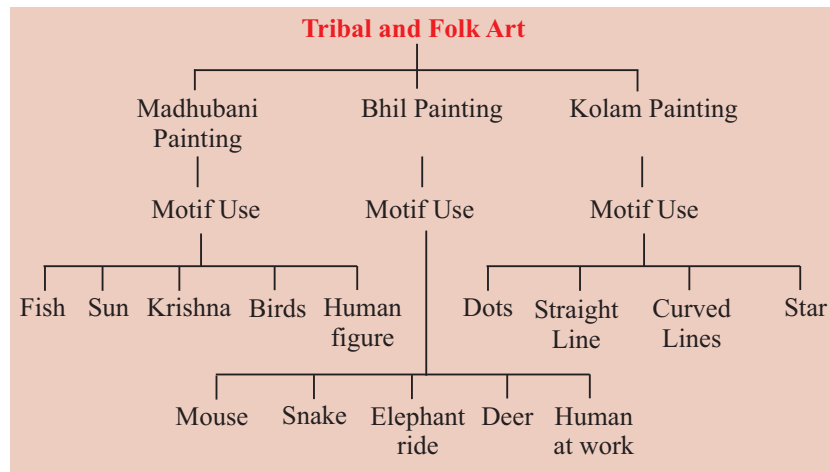 Tribal and Folk Art
Madhubani
Painting
Bhil Painting
Kolam Painting
Motif Use
Motif Use
Motif Use
Fish
Sun
Krishna
Birds
Human
figure
Dots
Straight
Line
Curved
Lines
Star
Mouse
Snake
Elephant
ride
Deer
Human
at work